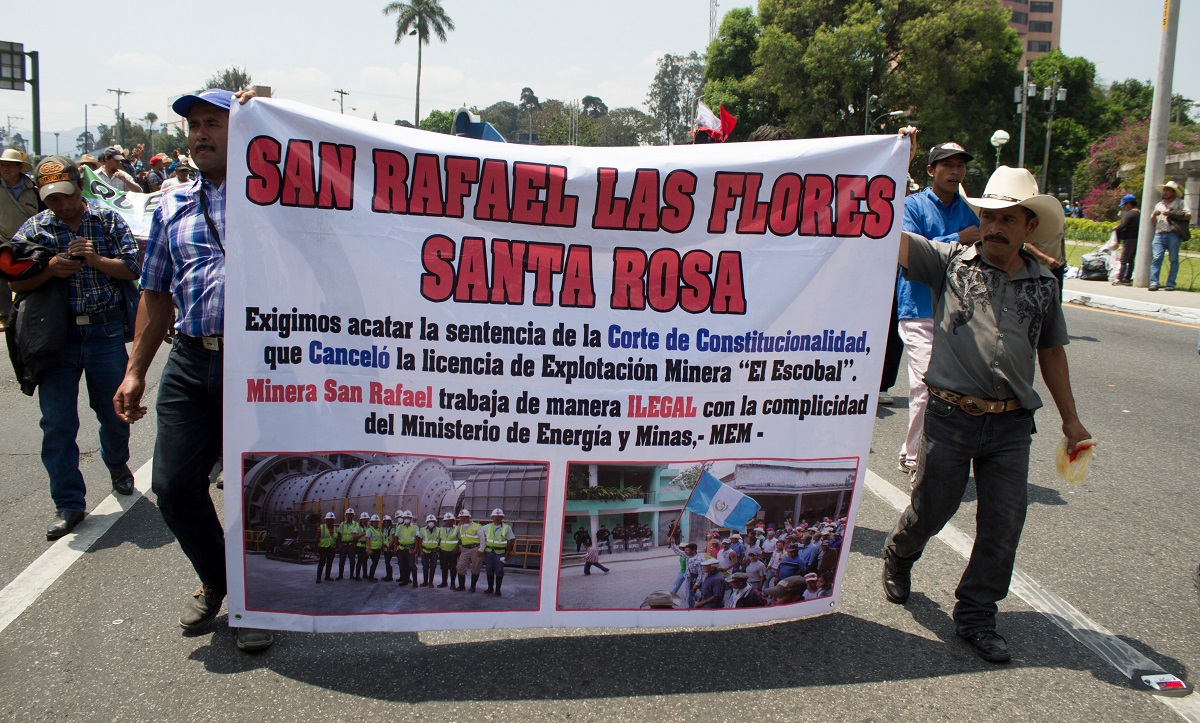 SAN RAFAEL LAS FLORES
SANTA ROSA
Exigimos acatar la sentencia de la Corte de Constitucionalidad,
que Canceló la licencia de Explotación Minera "El Escobal".
Minera San Rafael trabaja de manera ILEGAL con la complicidad
del Ministerio de Energía y Minas,- MEM -